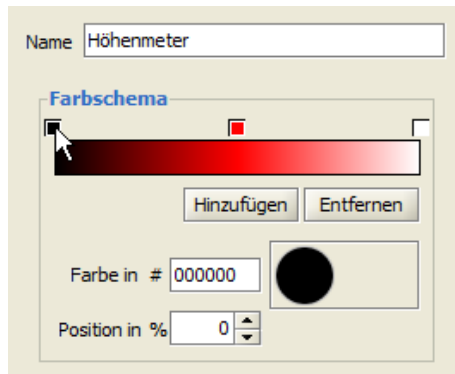 Name Höhenmeter
Farbschema
Hinzufügen Entfernen
Farbe in # 000000
Position in % 0